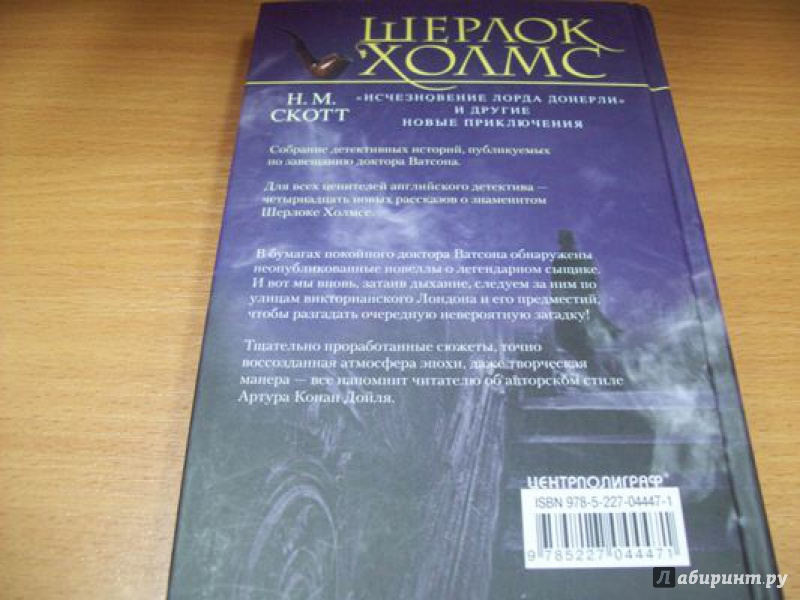 ШЕРЛОК
ХОЛМС
Н. М.
СКОТТ
«ИСЧЕЗНОВЕНИЕ ЛОРДА ДОНЕРЛИ»
И ДРУГИЕ
НОВЫЕ ПРИКЛЮЧЕНИЯ
Собрание детективных историй, публикуемых
по завещанию доктора Ватсона.
Для всех ценителей английского детектива —
четырнадцать новых рассказов о знаменитом
Шерлоке Холмсе.
В бумагах покойного доктора Ватсона обнаружены
неопубликованные новеллы о легендарном сыщике.
И вот мы вновь, затаив дыхание, следуем за ним по
улицам викторианского Лондона и его предместий,
чтобы разгадать очередную невероятную загадку!
Тщательно проработанные сюжеты, точно
воссозданная атмосфера эпохи, даже творческая
манера — все напомнит читателю об авторском стиле
Артура Конан Дойля.
ЦЕНТРПОЛИГРАФ®
ISBN 978-5-227-04447-1
9 785227 044471
Лабиринт.ру